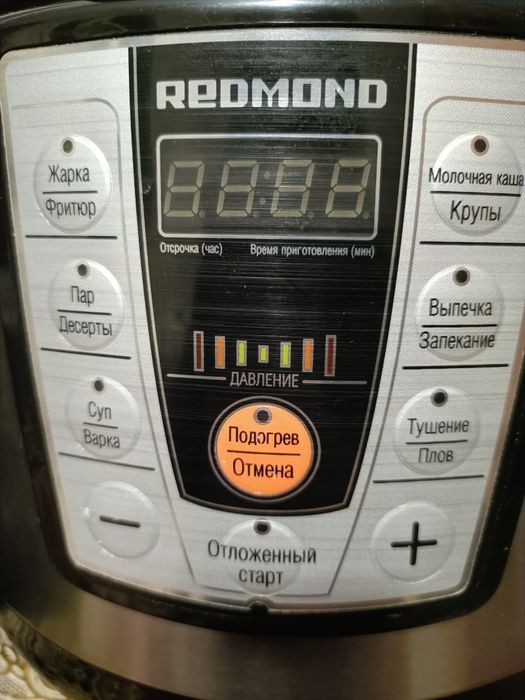 REDMOND
Отсрочка (час) Время приготовления (мин)
Жарка
Фритюр
Пар
Десерты
Суп
Варка
−
ДАВЛЕНИЕ
Подогрев
Отмена
Отложенный
старт
Молочная каша
Крупы
Выпечка
Запекание
Тушение
Плов
+